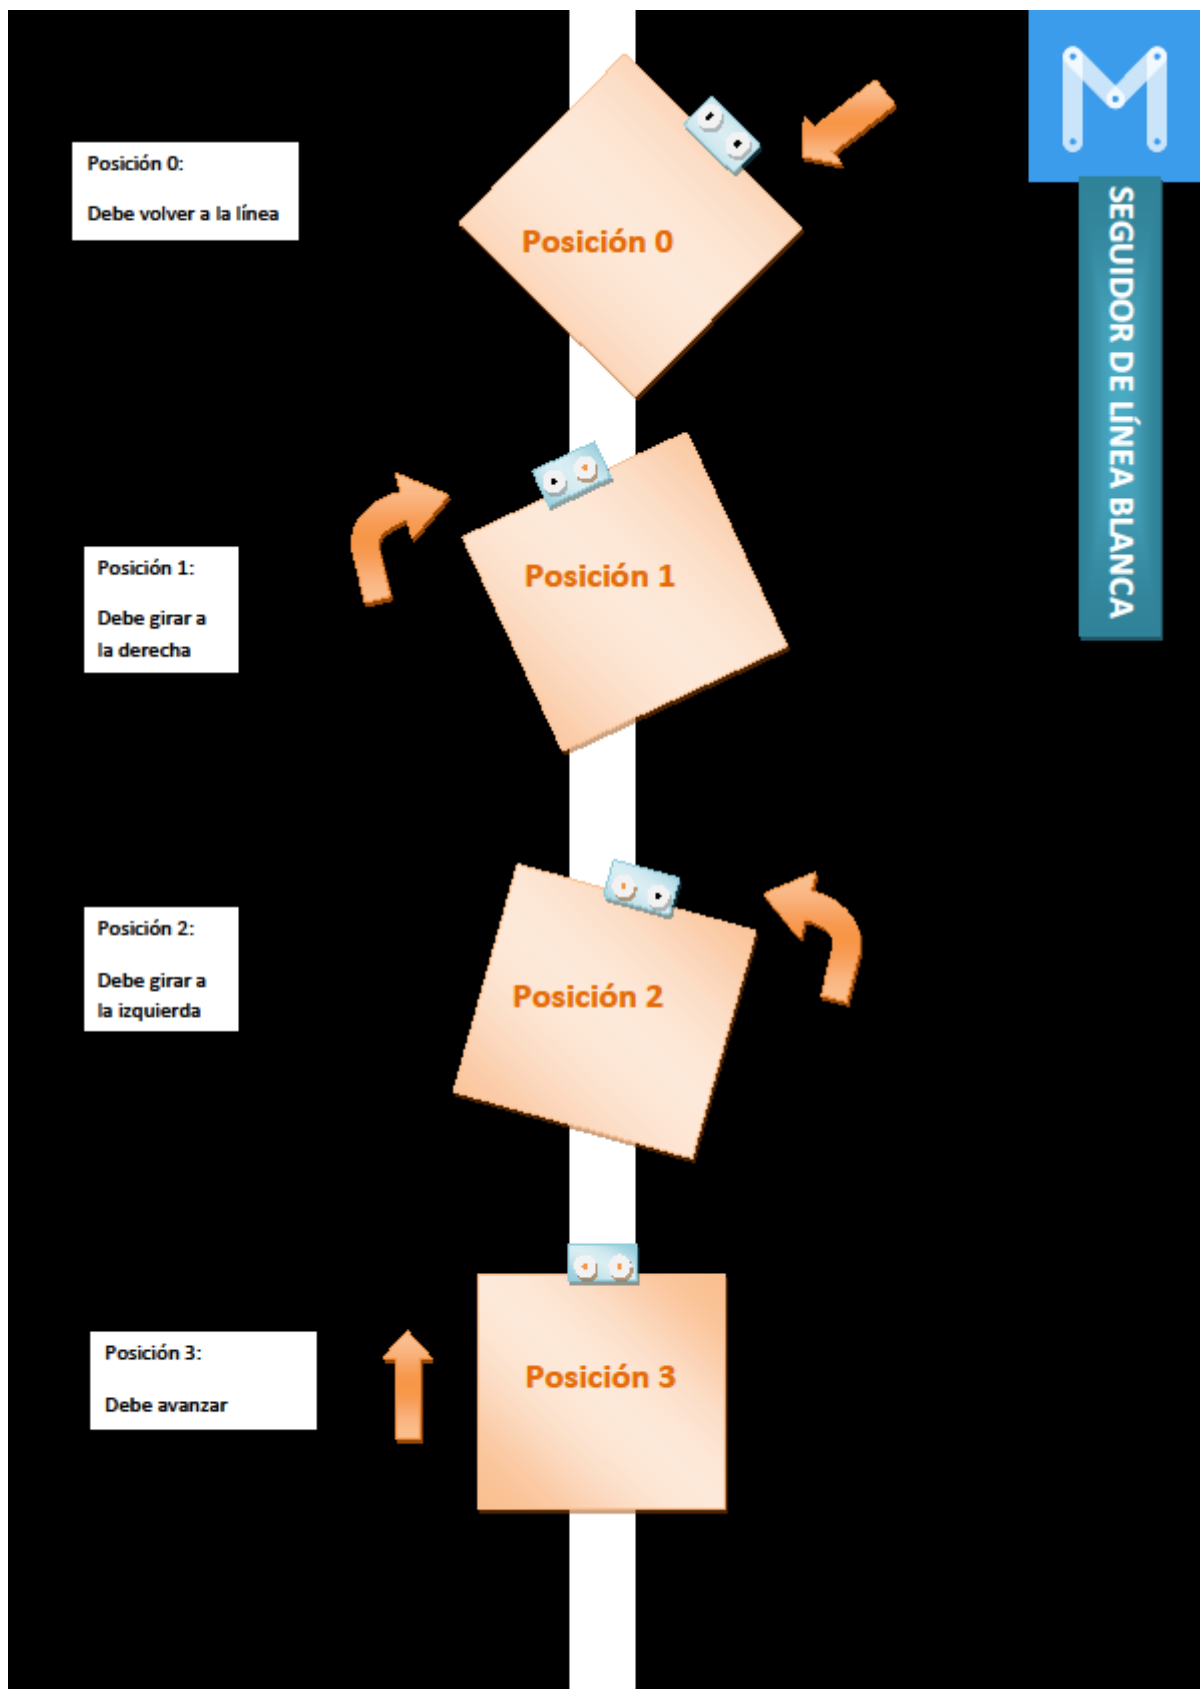 Posición 0:
Debe volver a la línea
Posición 0
SEGUIDOR DE LÍNEA BLANCA
Posición 1:
Debe girar a
la derecha
Posición 1
Posición 2:
Debe girar a
la izquierda
Posición 2
Posición 3:
Debe avanzar
Posición 3